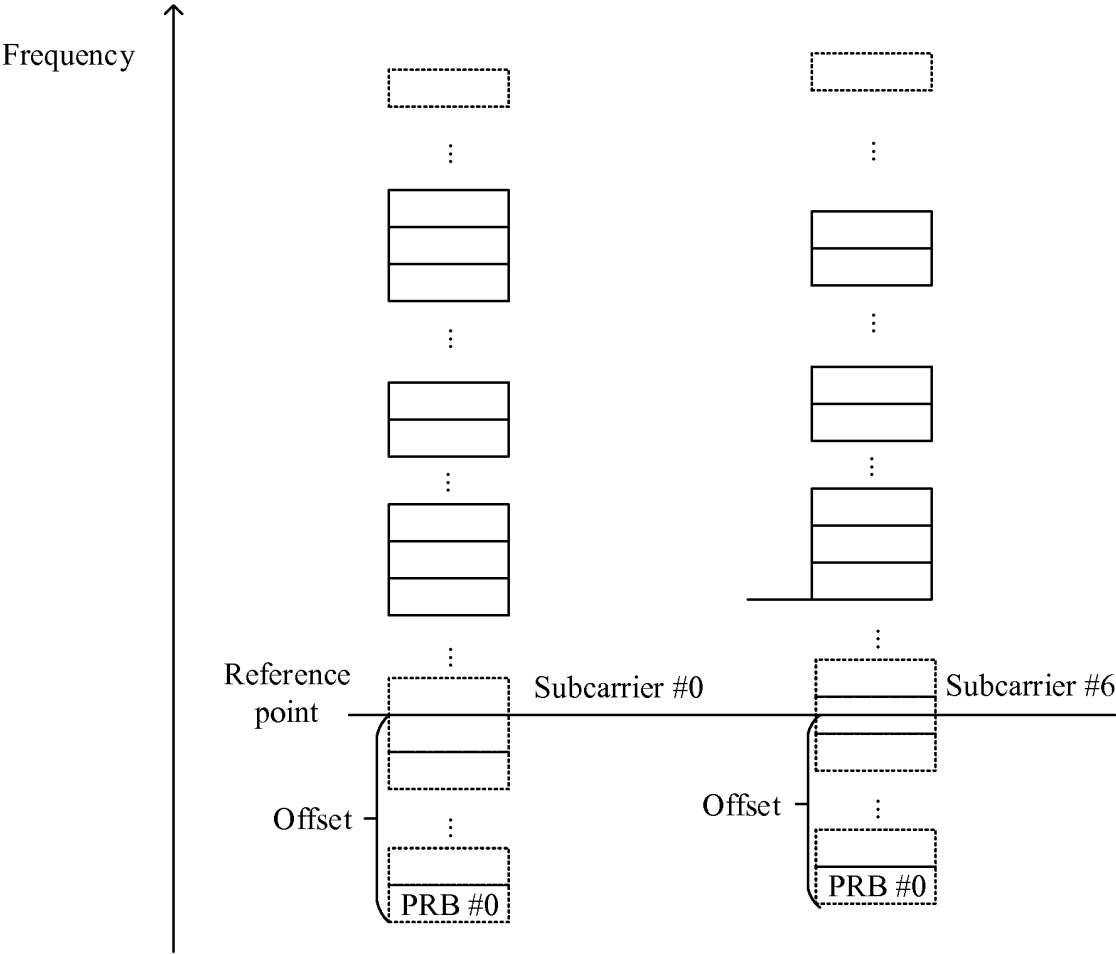 Frequency
Reference
point
Subcarrier #0
Subcarrier #6
Offset
Offset
PRB #0
PRB #0